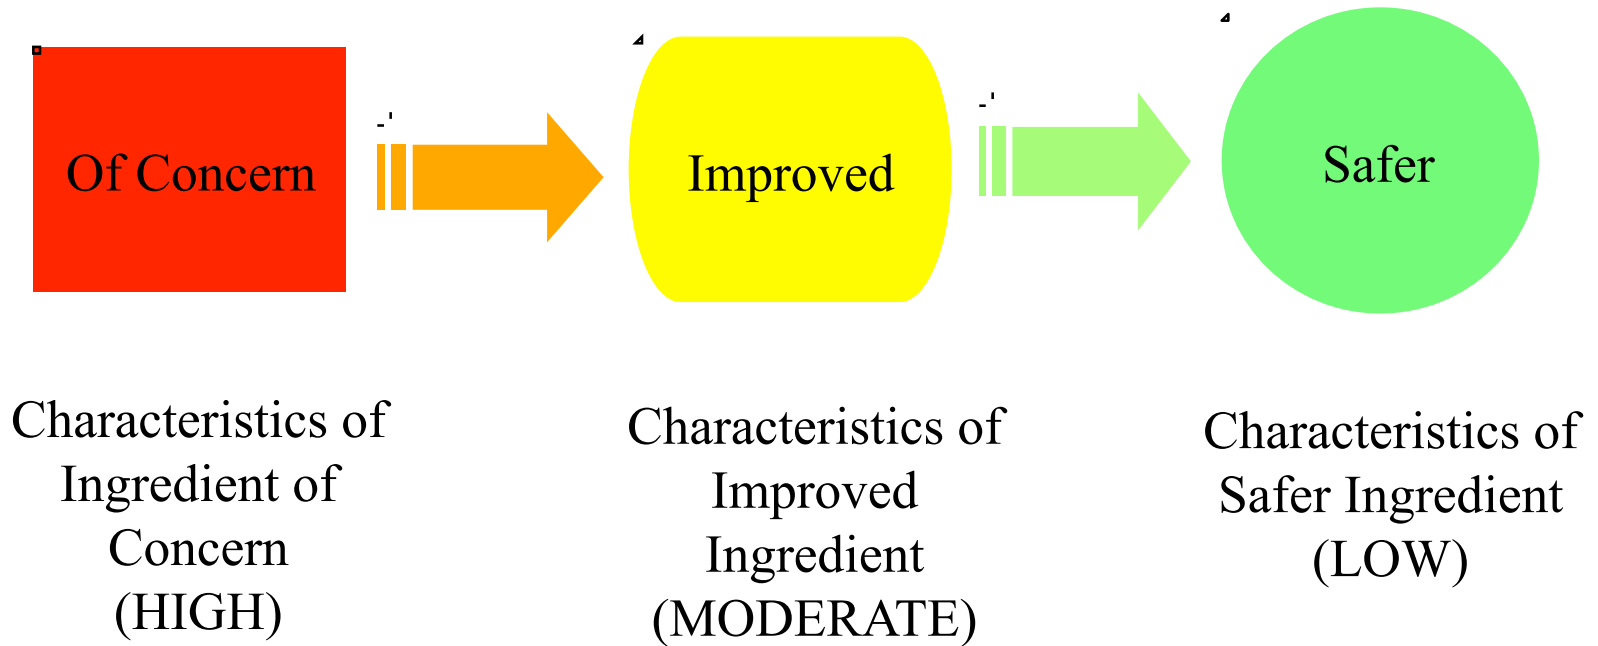 Of Concern
Improved
Safer
Characteristics of
Ingredient of
Concern
(HIGH)
Characteristics of
Improved
Ingredient
(MODERATE)
Characteristics of
Safer Ingredient
(LOW)